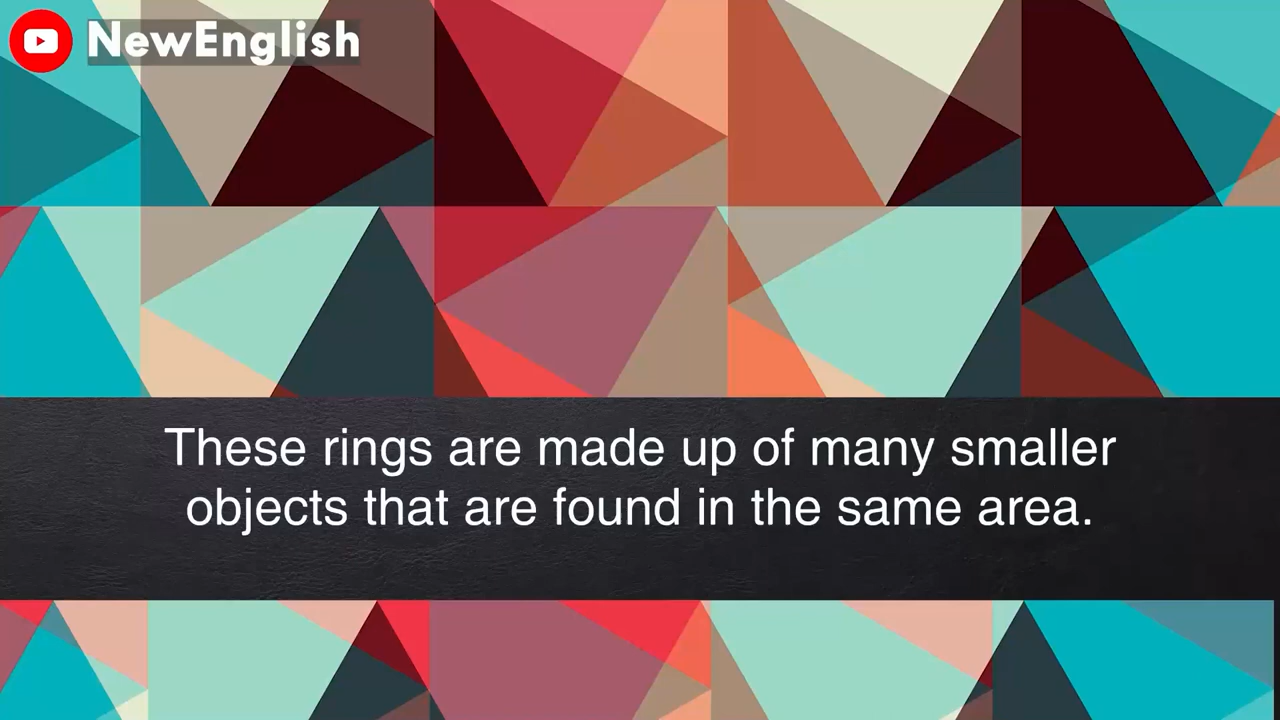 NewEnglish
These rings are made up of many smaller
objects that are found in the same area.